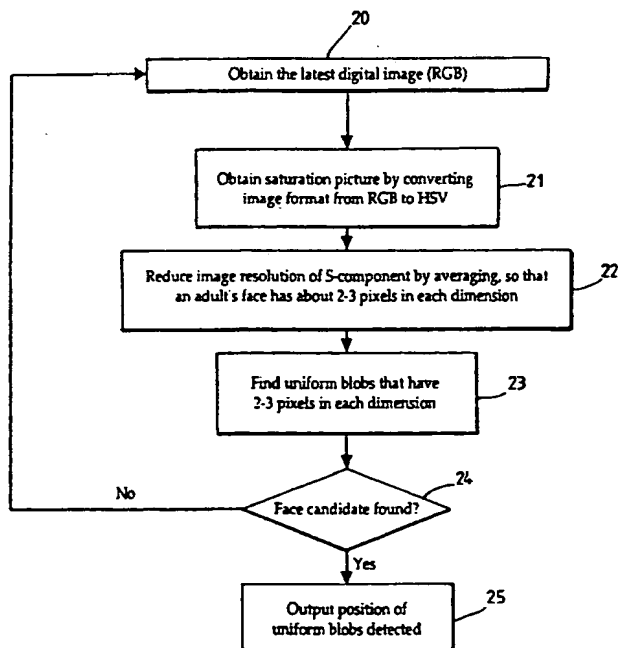 20
Obtain the latest digital image (RGB)
Obtain saturation picture by converting
image format from RGB to HSV
21
Reduce image resolution of S-component by averaging, so that
an adult's face has about 2-3 pixels in each dimension
22
Find uniform blobs that have
2-3 pixels in each dimension
23
24
No
Face candidate found?
Yes
Output position of
uniform blobs detected
25